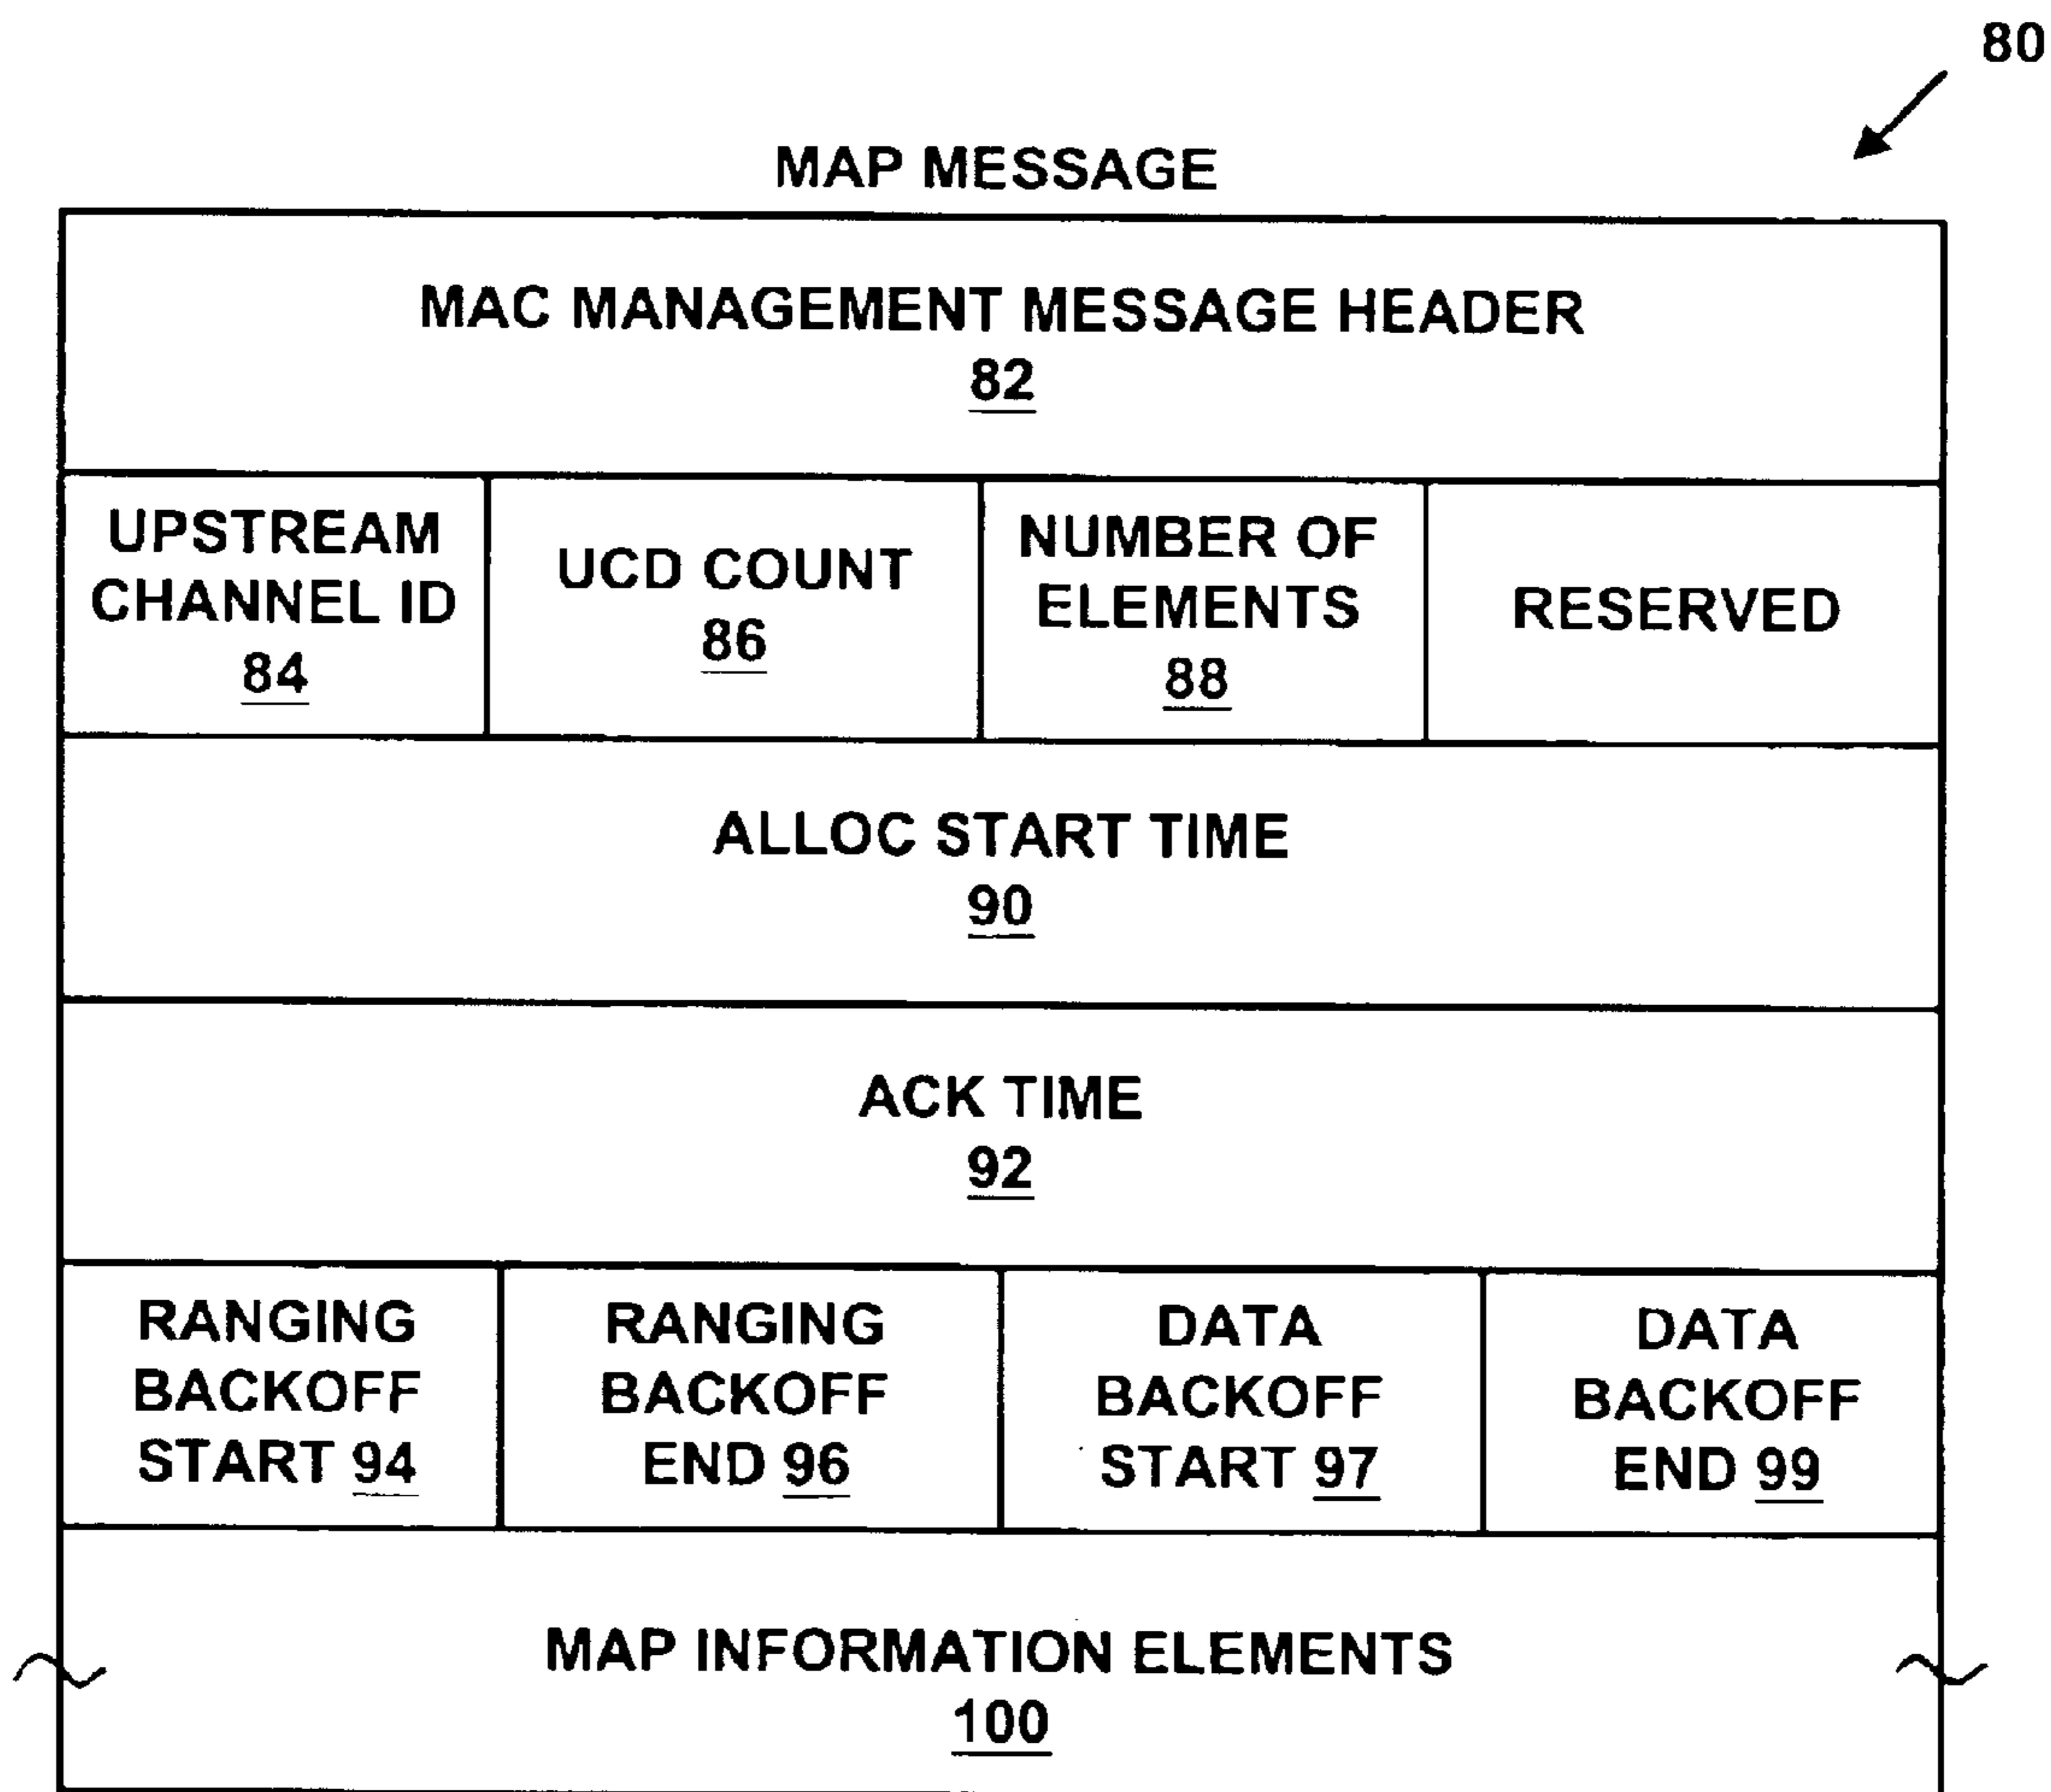 80
MAP MESSAGE
MAC MANAGEMENT MESSAGE HEADER
82
UPSTREAM
CHANNEL ID
84
UCD COUNT
86
NUMBER OF
ELEMENTS
88
RESERVED
ALLOC START TIME
90
ACK TIME
92
RANGING
BACKOFF
START 94
RANGING
BACKOFF
END 96
DATA
BACKOFF
START 97
DATA
BACKOFF
END 99
MAP INFORMATION ELEMENTS
100